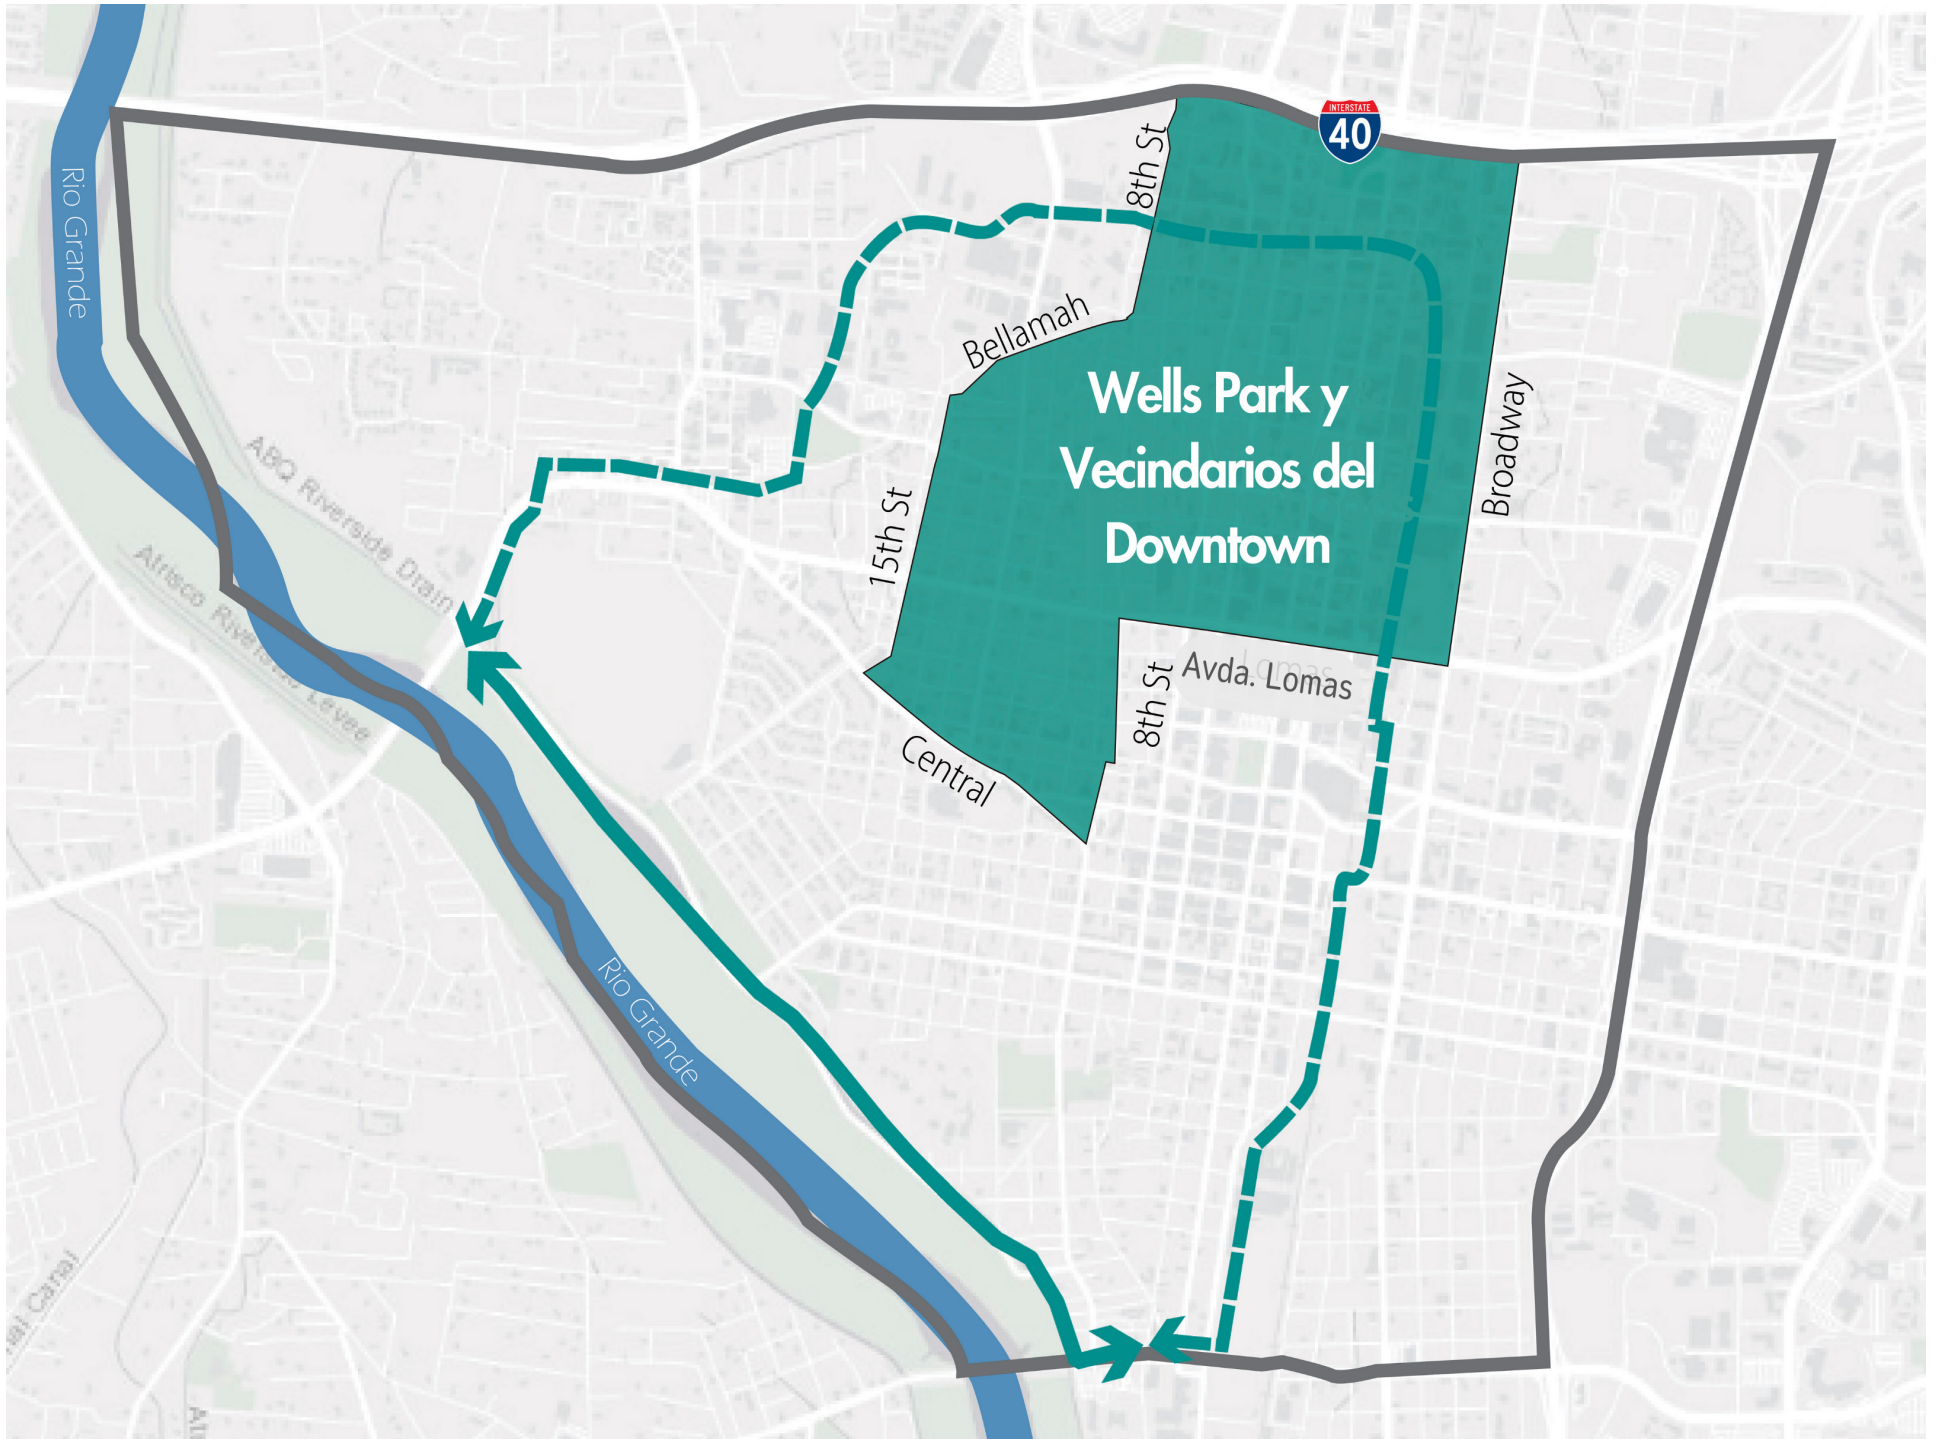 INTERSTATE
40
8th St
Rio Grande
Bellamah
Wells Park y
Vecindarios del
Downtown
Broadway
ABQ Riverside Drain
15th St
Atrisco Riverside Levee
Lomas
Avda. Lomas
8th St
Central
Rio Grande
Canal